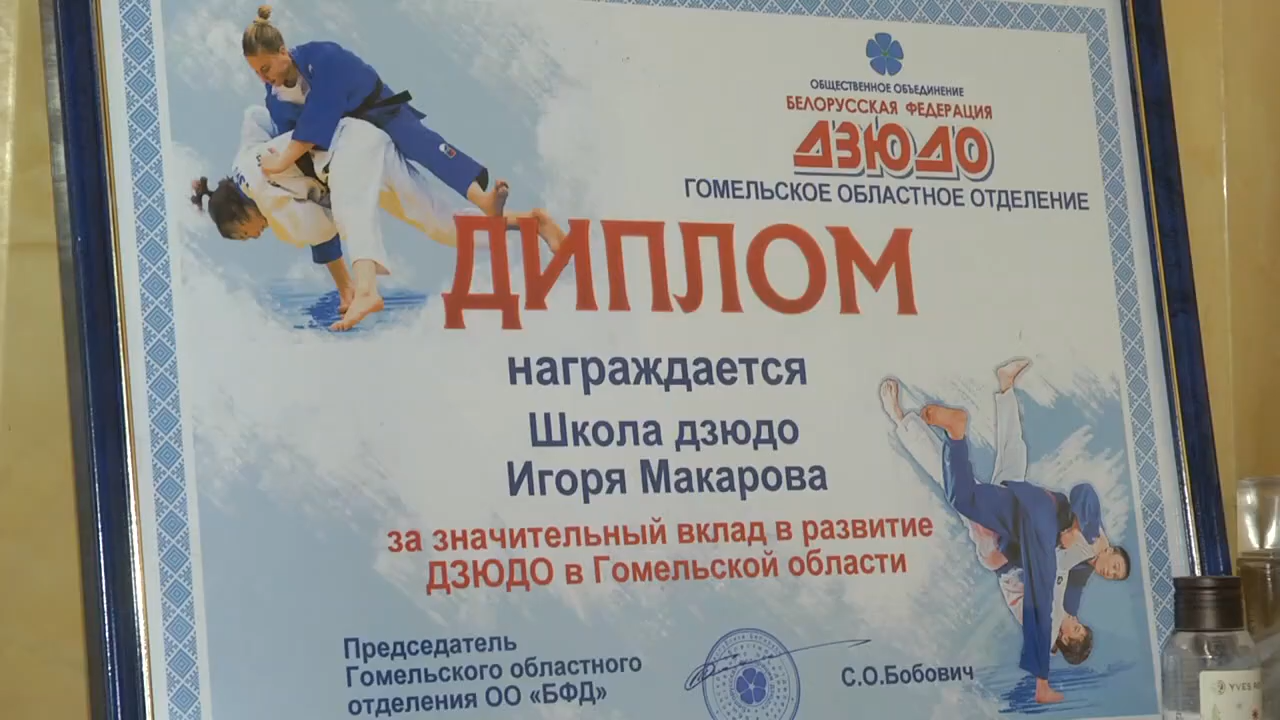 ОБЩЕСТВЕННОЕ ОБЪЕДИНЕНИЕ
БЕЛОРУССКАЯ ФЕДЕРАЦИЯ
ДЗЮДО
ГОМЕЛЬСКОЕ ОБЛАСТНОЕ ОТДЕЛЕНИЕ
ДИПЛОМ
награждается
Школа дзюдо
Игоря Макарова
за значительный вклад в развитие
ДЗЮДО в Гомельской области
Председатель
Гомельского областного
отделения ОО «БФД»
С.О.Бобович
YVES